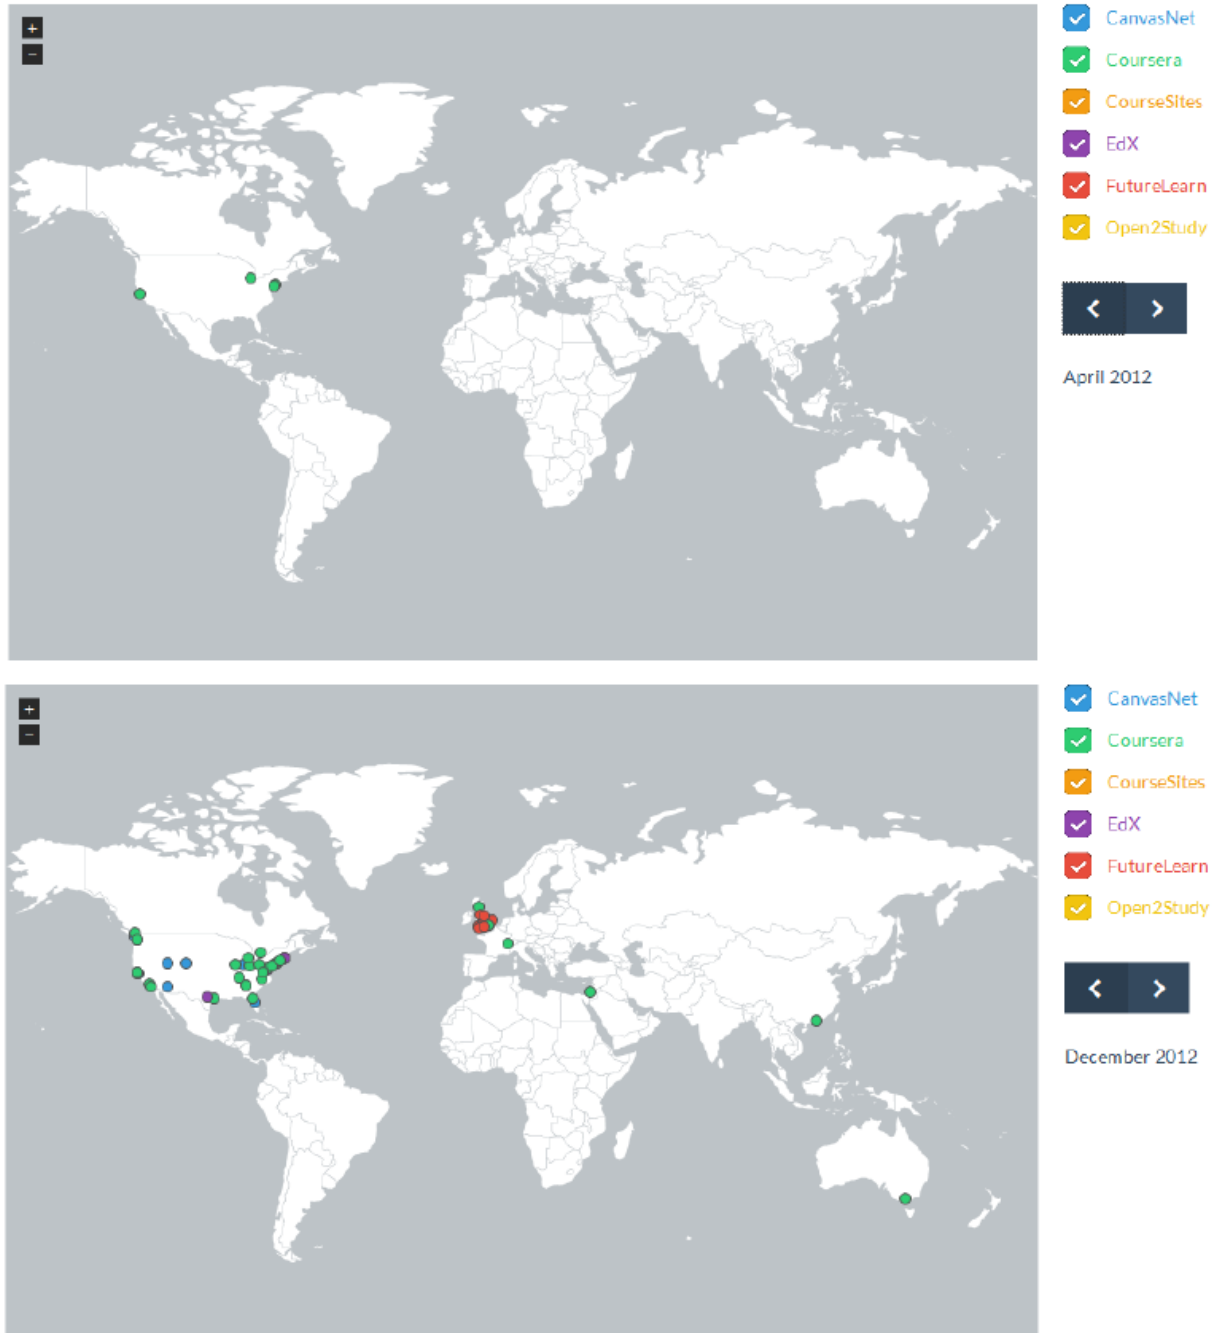 +
−
CanvasNet
Coursera
CourseSites
EdX
FutureLearn
Open2Study
April 2012
+
−
CanvasNet
Coursera
CourseSites
EdX
FutureLearn
Open2Study
December 2012